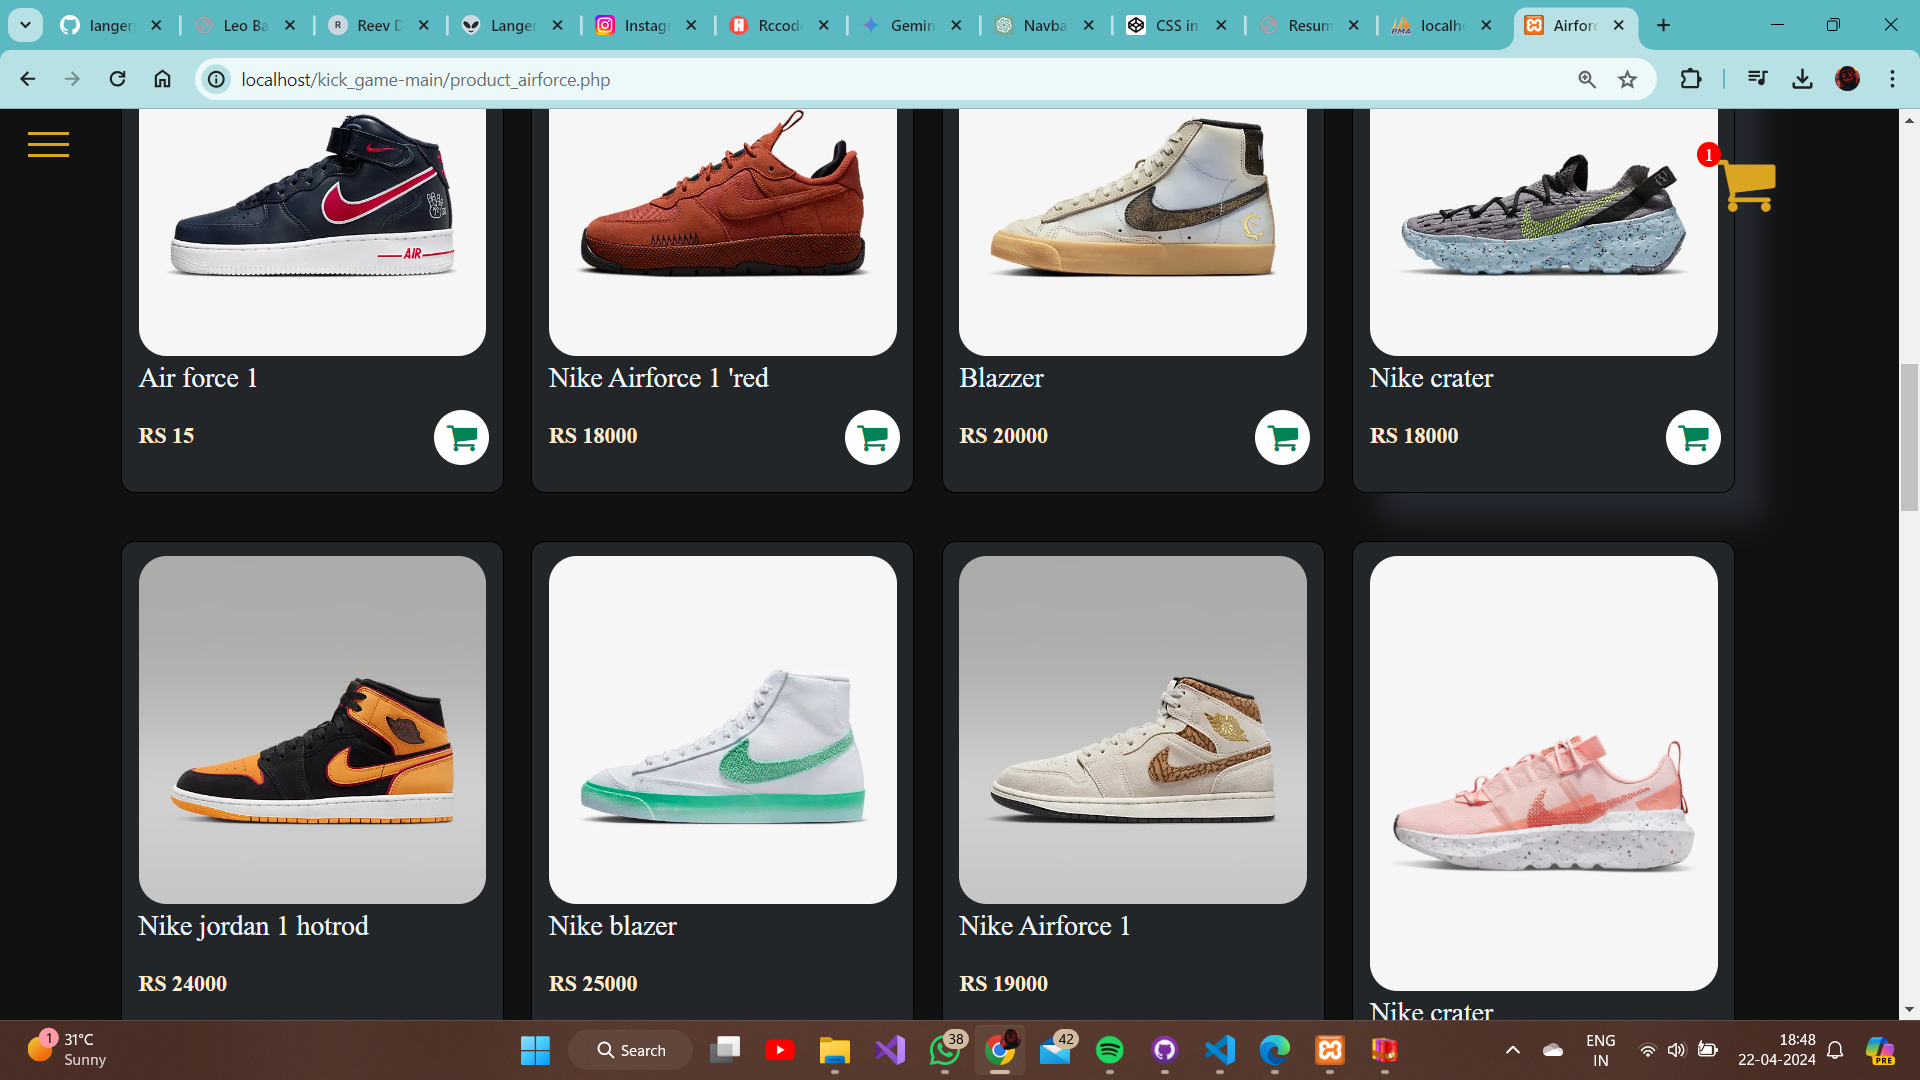 langer
Leo Ba
Reev D
Langer
Instag
Rccod
Gemin
Navba
CSS in
Resum
localh
Airforc
localhost/kick_game-main/product_airforce.php
1
AIR
Air force 1
Nike Airforce 1 'red
Blazzer
Nike crater
RS 15
RS 18000
RS 20000
RS 18000
Nike jordan 1 hotrod
Nike blazer
Nike Airforce 1
RS 24000
RS 25000
RS 19000
Nike crater
1
31°C
Sunny
Search
38
42
ENG
IN
18:48
22-04-2024
PRE